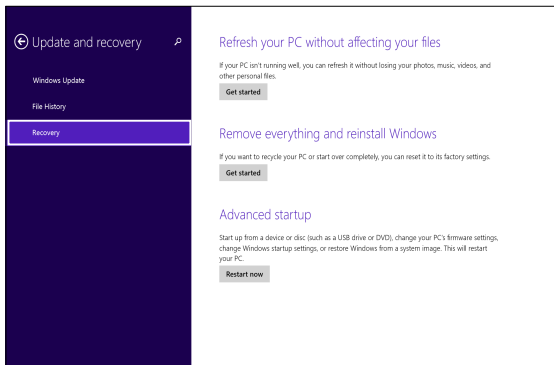 Update and recovery
Windows Update
File History
Recovery
Refresh your PC without affecting your files
If your PC isn't running well, you can refresh it without losing your photos, music, videos, and
other personal files.
Get started
Remove everything and reinstall Windows
If you want to recycle your PC or start over completely, you can reset it to its factory settings.
Get started
Advanced startup
Start up from a device or disc (such as a USB drive or DVD), change your PC's firmware settings,
change Windows startup settings, or restore Windows from a system image. This will restart
your PC.
Restart now